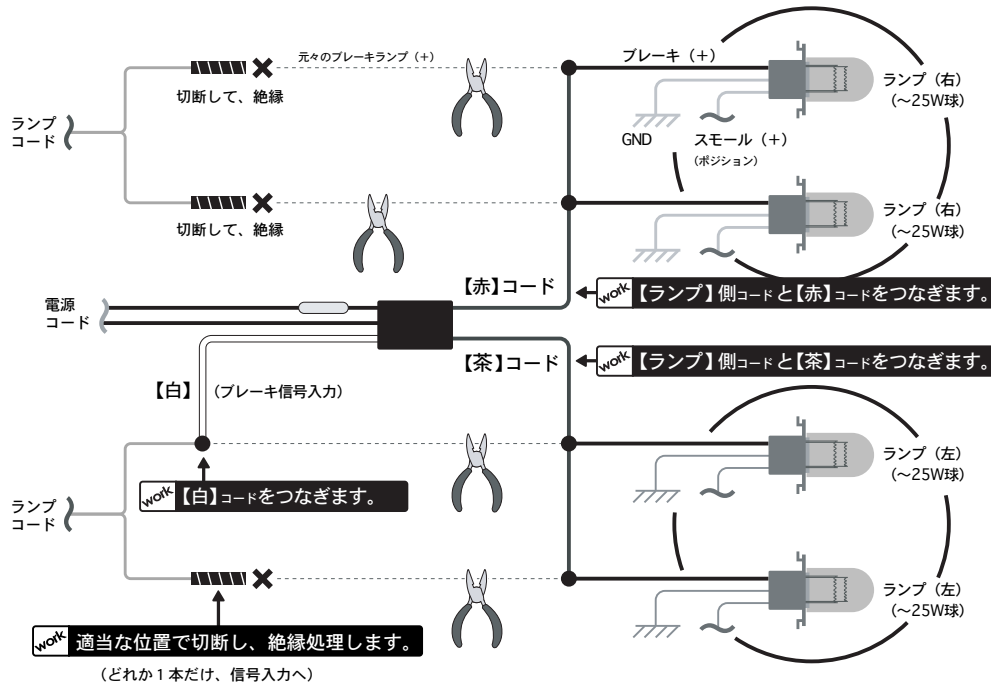 元々のブレーキランプ（+）
ブレーキ（+）
ランプ（右）
（〜25W球）
切断して、絶縁
ランプ
コード
GND
スモール（+）
（ポジション）
切断して、絶縁
ランプ（右）
（〜25W球）
【赤】コード
work 【ランプ】側コードと【赤】コードをつなぎます。
電源
コード
【茶】コード
work 【ランプ】側コードと【茶】コードをつなぎます。
【白】（ブレーキ信号入力）
ランプ（左）
（〜25W球）
work 【白】コードをつなぎます。
ランプ
コード
ランプ（左）
（〜25W球）
work 適当な位置で切断し、絶縁処理します。
（どれか１本だけ、信号入力へ）